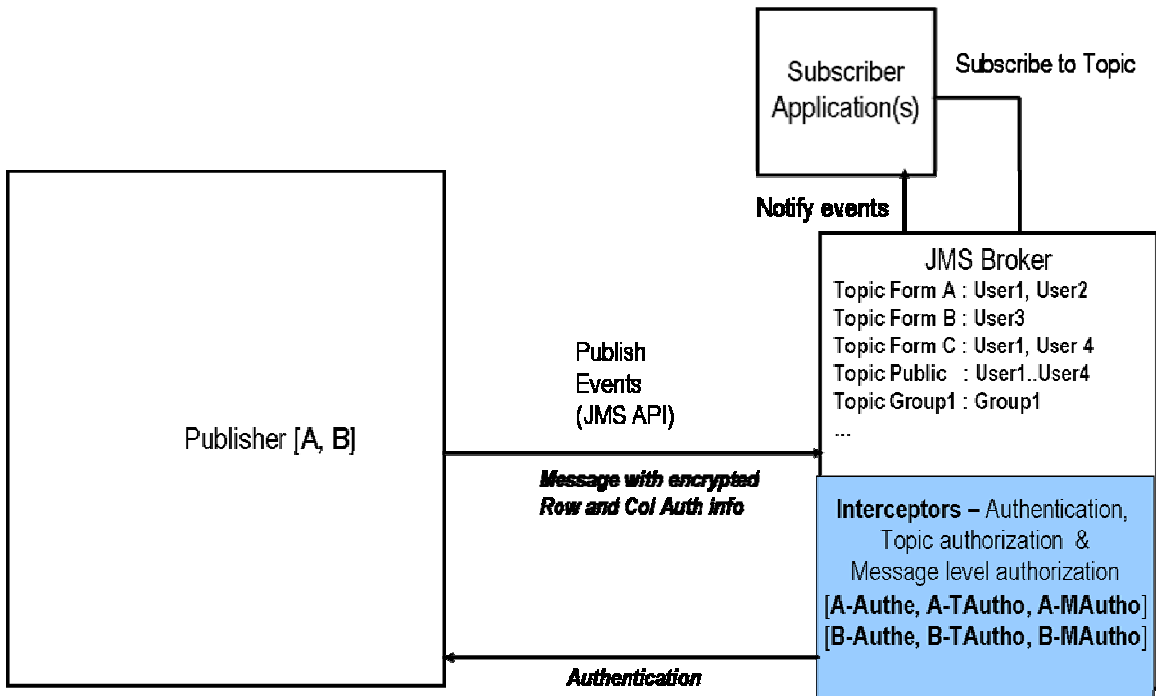 Subscriber
Application(s)
Subscribe to Topic
Notify events
JMS Broker
Topic Form A : User1, User2
Topic Form B : User3
Topic Form C : User1, User 4
Topic Public : User1..User4
Topic Group1 : Group1
...
Publish
Events
(JMS API)
Publisher [A, B]
Message with encrypted
Row and Col Auth info
Interceptors – Authentication,
Topic authorization &
Message level authorization
[A-Authe, A-TAutho, A-MAutho]
[B-Authe, B-TAutho, B-MAutho]
Authentication